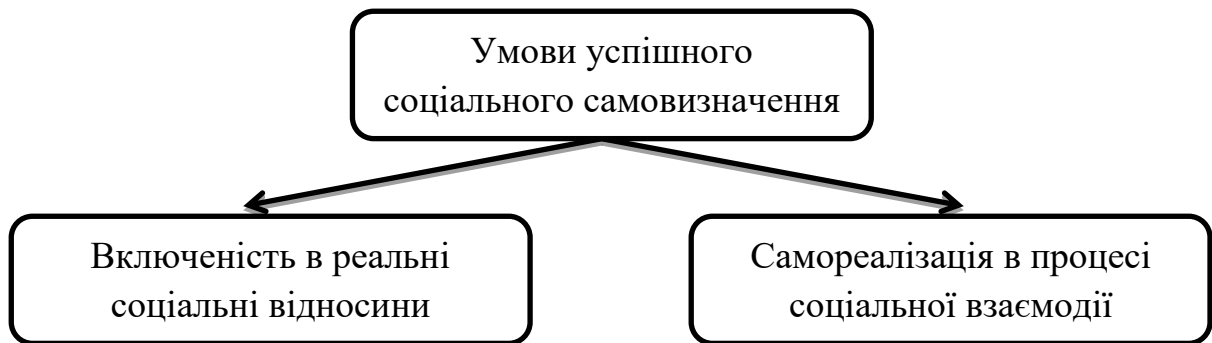 Умови успішного
соціального самовизначення
Включеність в реальні
соціальні відносини
Самореалізація в процесі
соціальної взаємодії